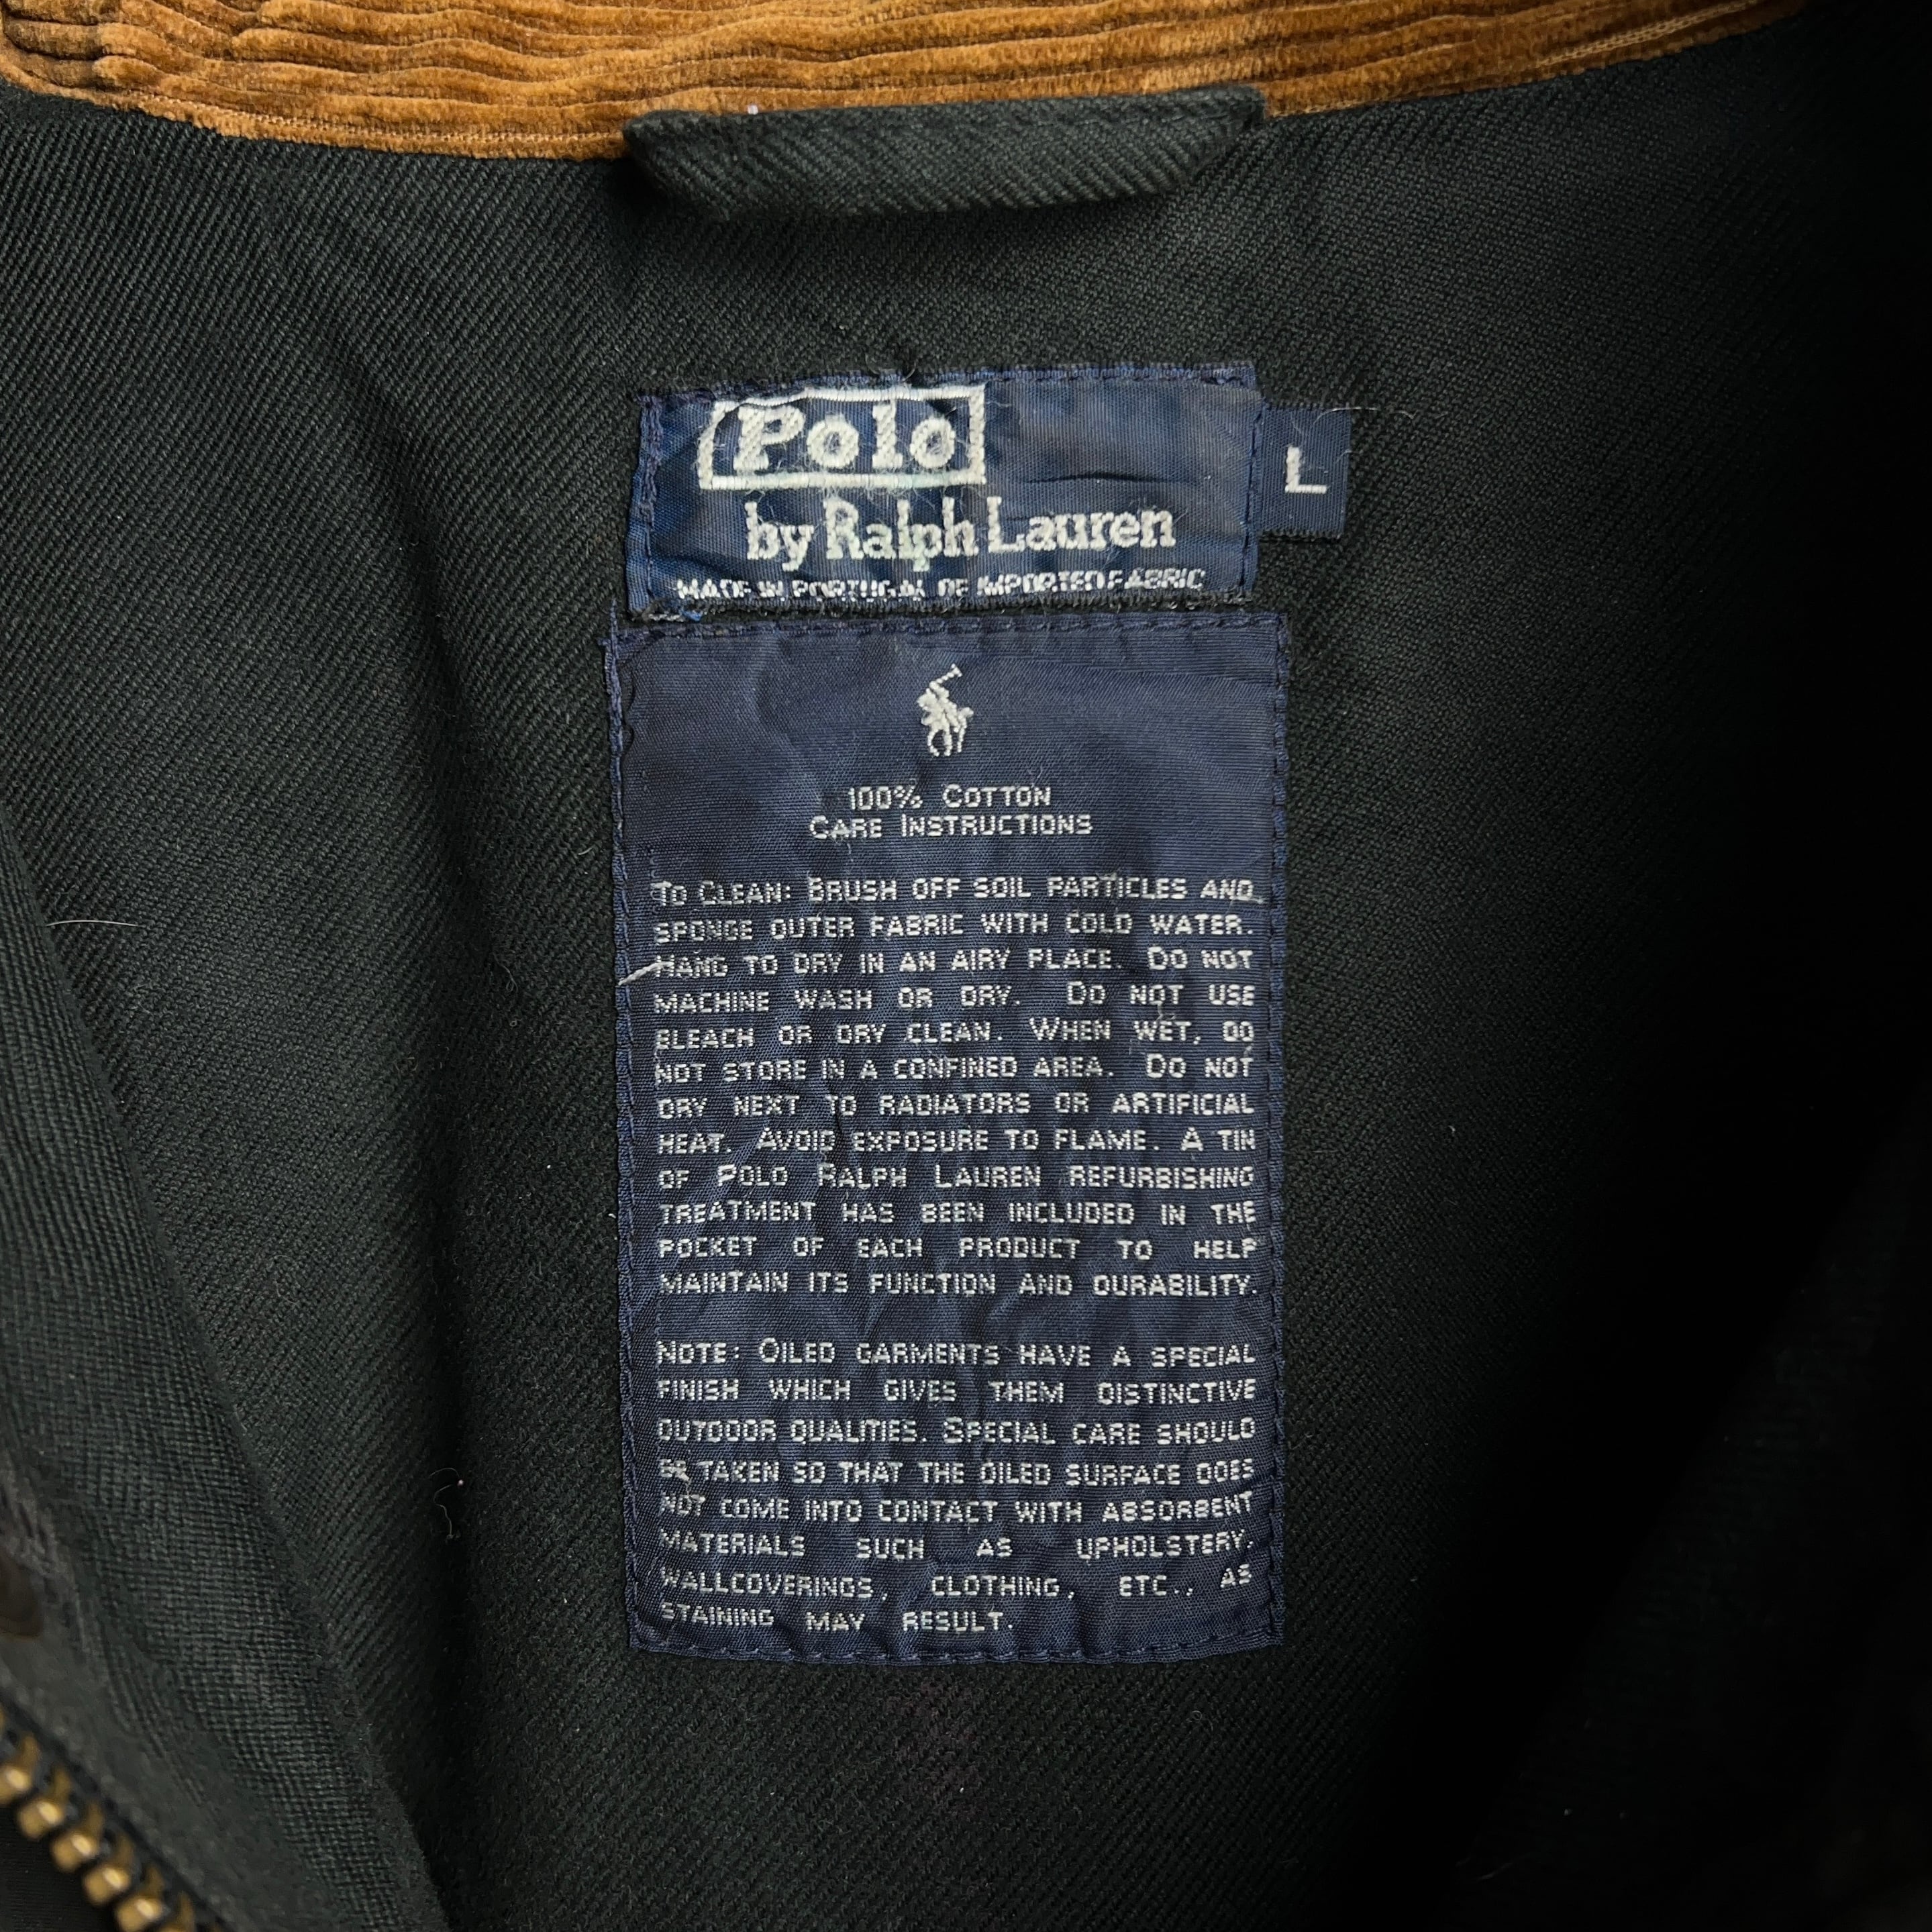 Polo
by Ralph Lauren
L
MADE IN PORTUGAL OF IMPORTED FABRIC
100% COTTON
CARE INSTRUCTIONS
TO CLEAN: BRUSH OFF SOIL PARTICLES AND
SPONGE OUTER FABRIC WITH COLD WATER.
HANG TO DRY IN AN AIRY PLACE. DO NOT
MACHINE WASH OR DRY. DO NOT USE
BLEACH OR DRY CLEAN. WHEN WET, DO
NOT STORE IN A CONFINED AREA. DO NOT
DRY NEXT TO RADIATORS OR ARTIFICIAL
HEAT. AVOID EXPOSURE TO FLAME. A TIN
OF POLO RALPH LAUREN REFURBISHING
TREATMENT HAS BEEN INCLUDED IN THE
POCKET OF EACH PRODUCT TO HELP
MAINTAIN ITS FUNCTION AND DURABILITY.
NOTE: OILED GARMENTS HAVE A SPECIAL
FINISH WHICH GIVES THEM DISTINCTIVE
OUTDOOR QUALITIES. SPECIAL CARE SHOULD
BE TAKEN SO THAT THE OILED SURFACE DOES
NOT COME INTO CONTACT WITH ABSORBENT
MATERIALS SUCH AS UPHOLSTERY,
WALLCOVERINGS, CLOTHING, ETC., AS
STAINING MAY RESULT.